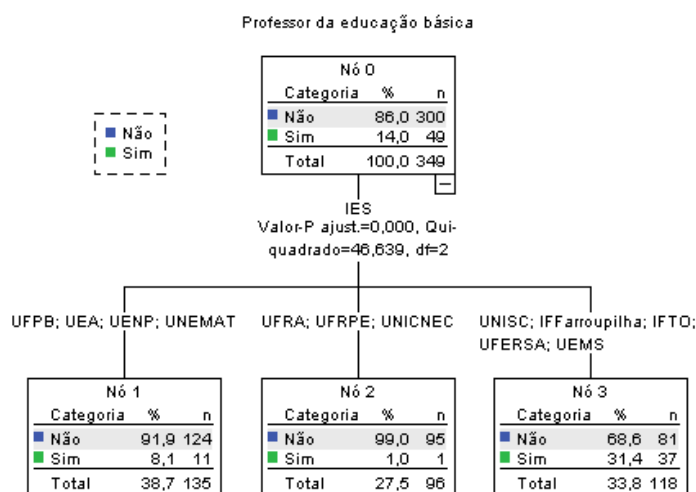 Professor da educação básica
Nó 0
Categoria % n
Não 86,0 300
Sim 14,0 49
Total 100,0 349
Não
Sim
IES
Valor-P ajust.=0,000, Qui-
quadrado=46,639, df=2
UFPB; UEA; UENP; UNEMAT
UFRA; UFRPE; UNICNEC
UNISC; IFFarroupilha; IFTO;
UFERSA; UEMS
Nó 1
Categoria % n
Não 91,9 124
Sim 8,1 11
Total 38,7 135
Nó 2
Categoria % n
Não 99,0 95
Sim 1,0 1
Total 27,5 96
Nó 3
Categoria % n
Não 68,6 81
Sim 31,4 37
Total 33,8 118